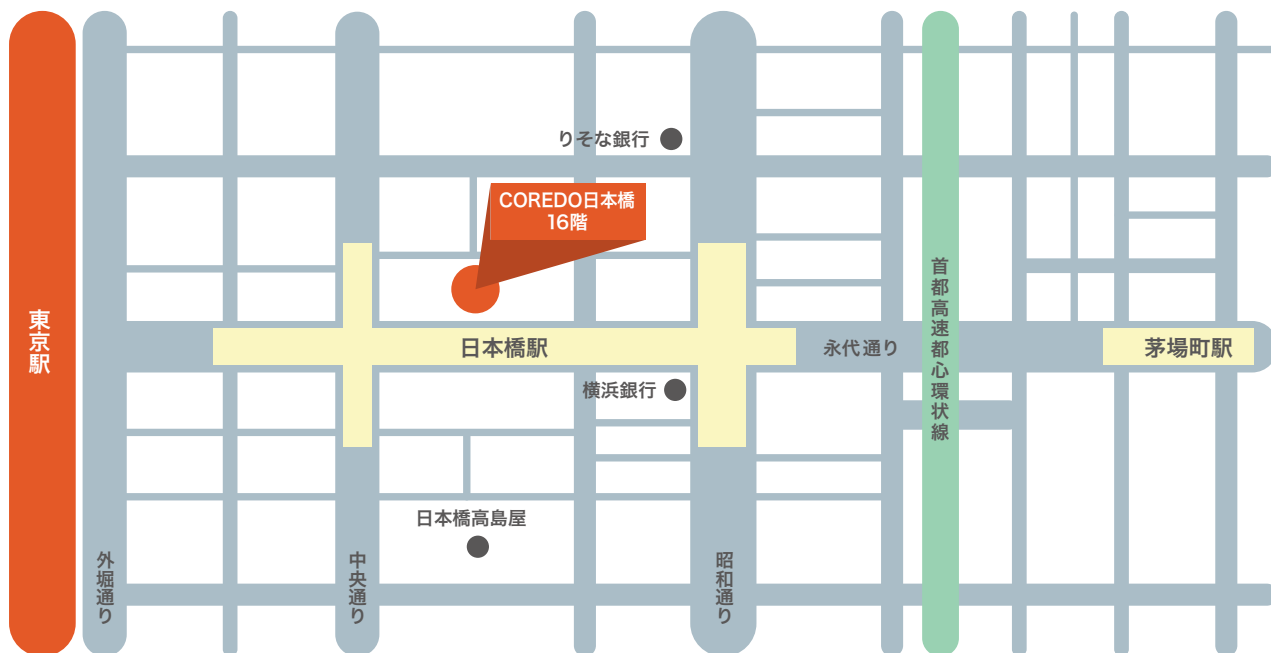 りそな銀行
COREDO日本橋
16階
首都高速都心環状線
東京駅
日本橋駅
永代通り
茅場町駅
横浜銀行
日本橋高島屋
外堀通り
中央通り
昭和通り